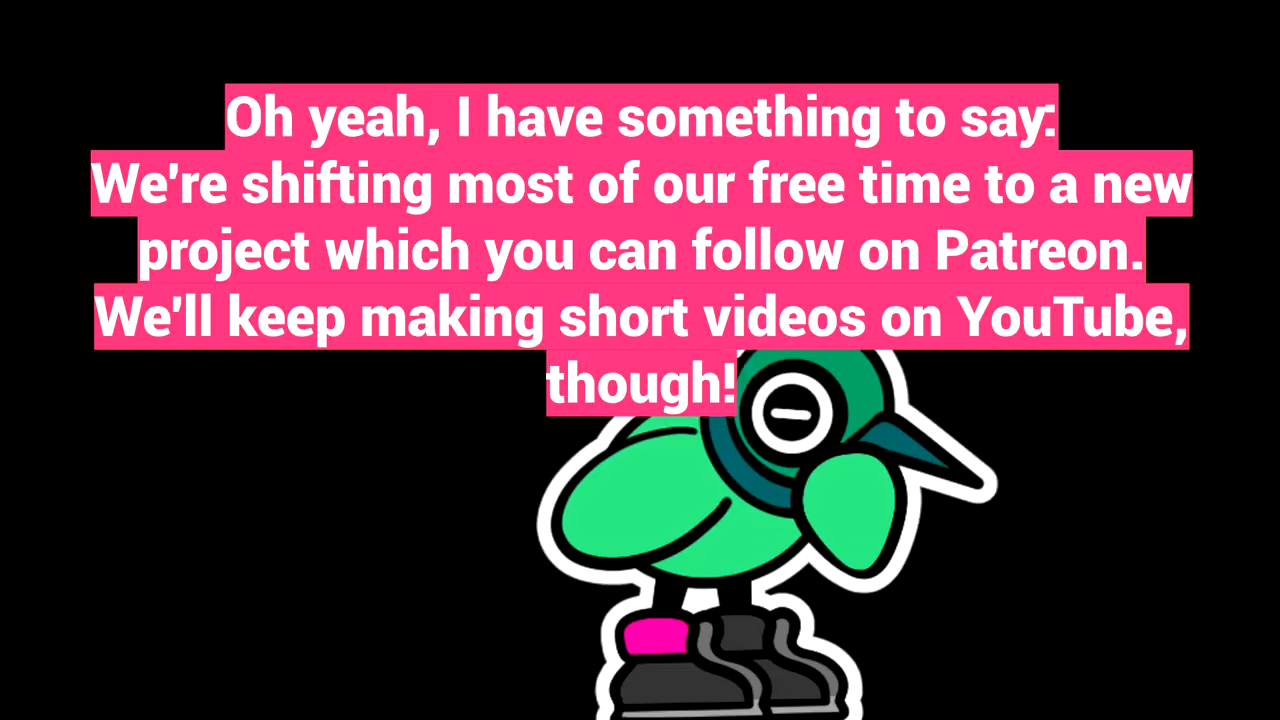 Oh yeah, I have something to say:
We're shifting most of our free time to a new
project which you can follow on Patreon.
We'll keep making short videos on YouTube,
though!